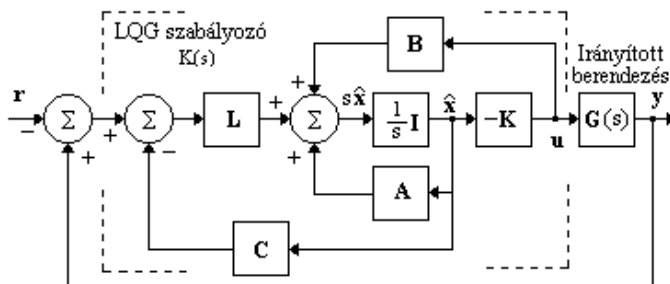 LQG szabályozó
K(s)
Irányított
berendezés
B
r
y
Σ
Σ
L
Σ
sx̂
1/s I
x̂
−K
u
G(s)
+
−
+
+
−
+
+
A
C